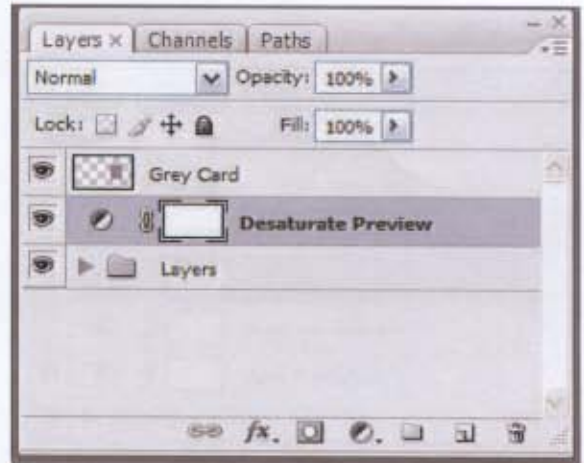 Layers × Channels Paths
Normal Opacity: 100%
Lock: Fill: 100%
Grey Card
Desaturate Preview
Layers
fx.